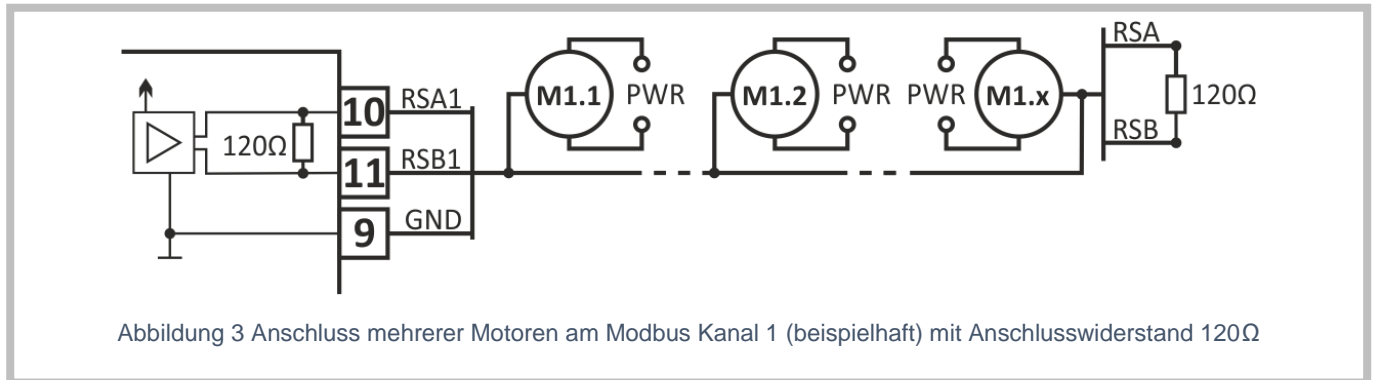 RSA
10 RSA1
M1.1 PWR M1.2 PWR PWR M1.x 120Ω
120Ω
11 RSB1 RSB
9 GND
Abbildung 3 Anschluss mehrerer Motoren am Modbus Kanal 1 (beispielhaft) mit Anschlusswiderstand 120Ω